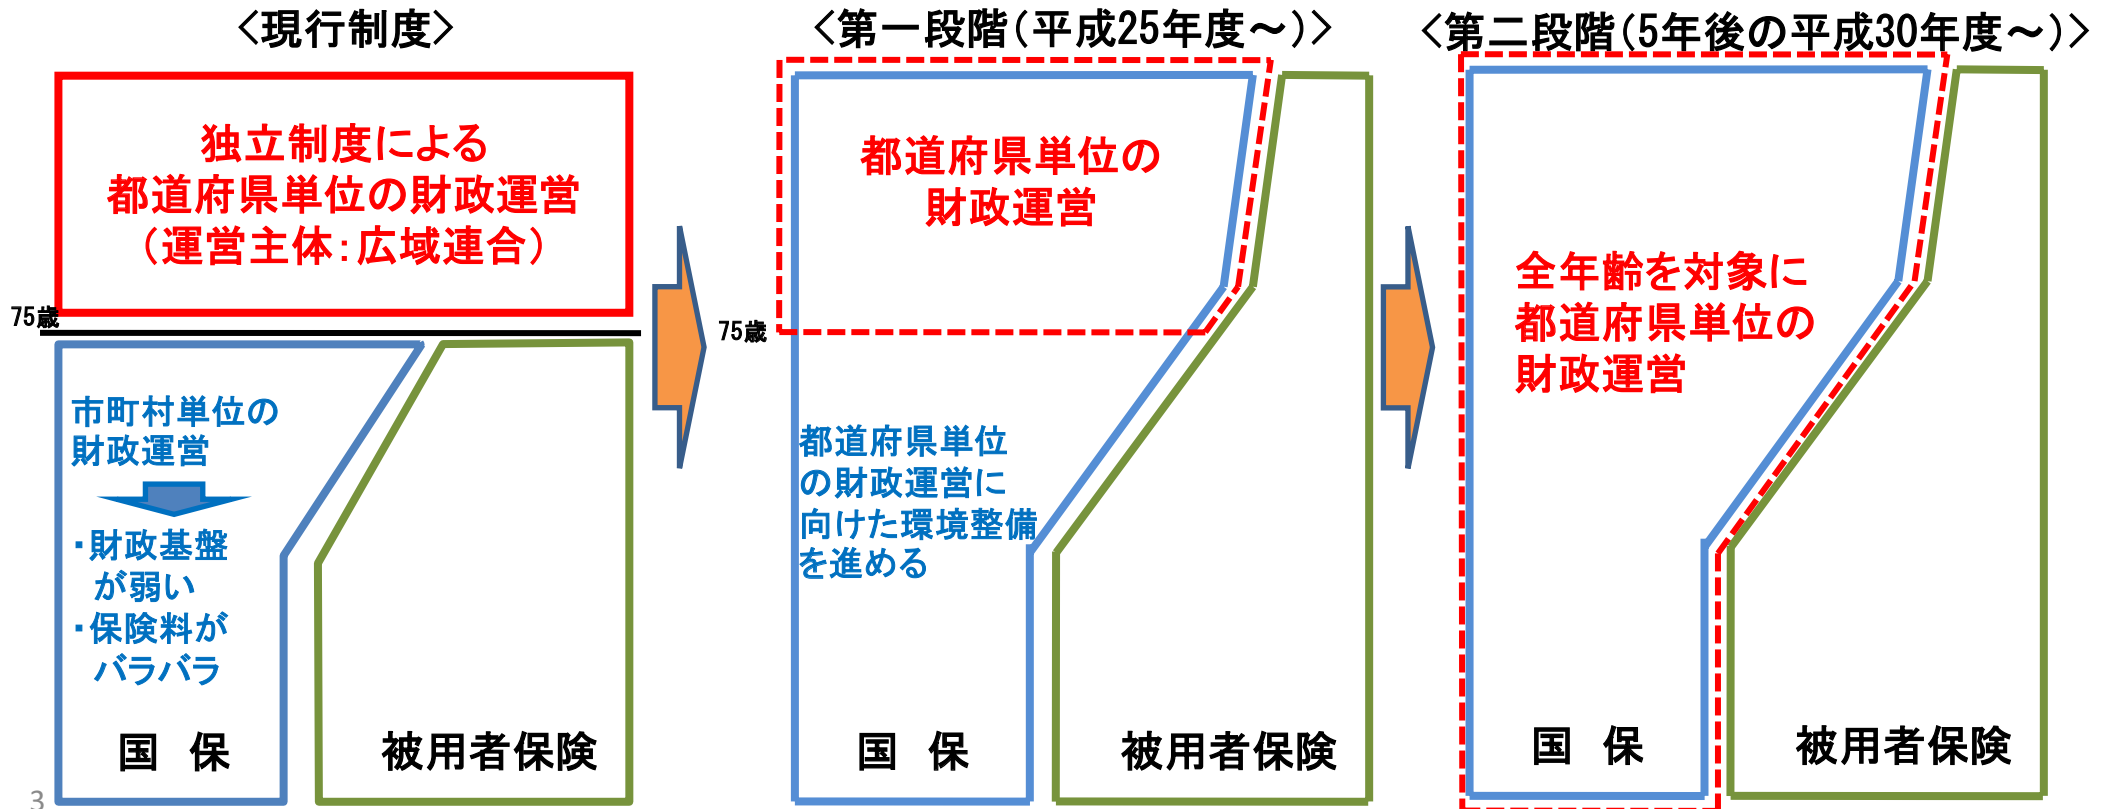 <現行制度>
独立制度による
都道府県単位の財政運営
(運営主体:広域連合)
75歳
市町村単位の
財政運営
・財政基盤
が弱い
・保険料が
バラバラ
国 保
被用者保険
<第一段階(平成25年度～)>
都道府県単位の
財政運営
75歳
都道府県単位
の財政運営に
向けた環境整備
を進める
国 保
被用者保険
<第二段階(5年後の平成30年度～)>
全年齢を対象に
都道府県単位の
財政運営
国 保
被用者保険
3